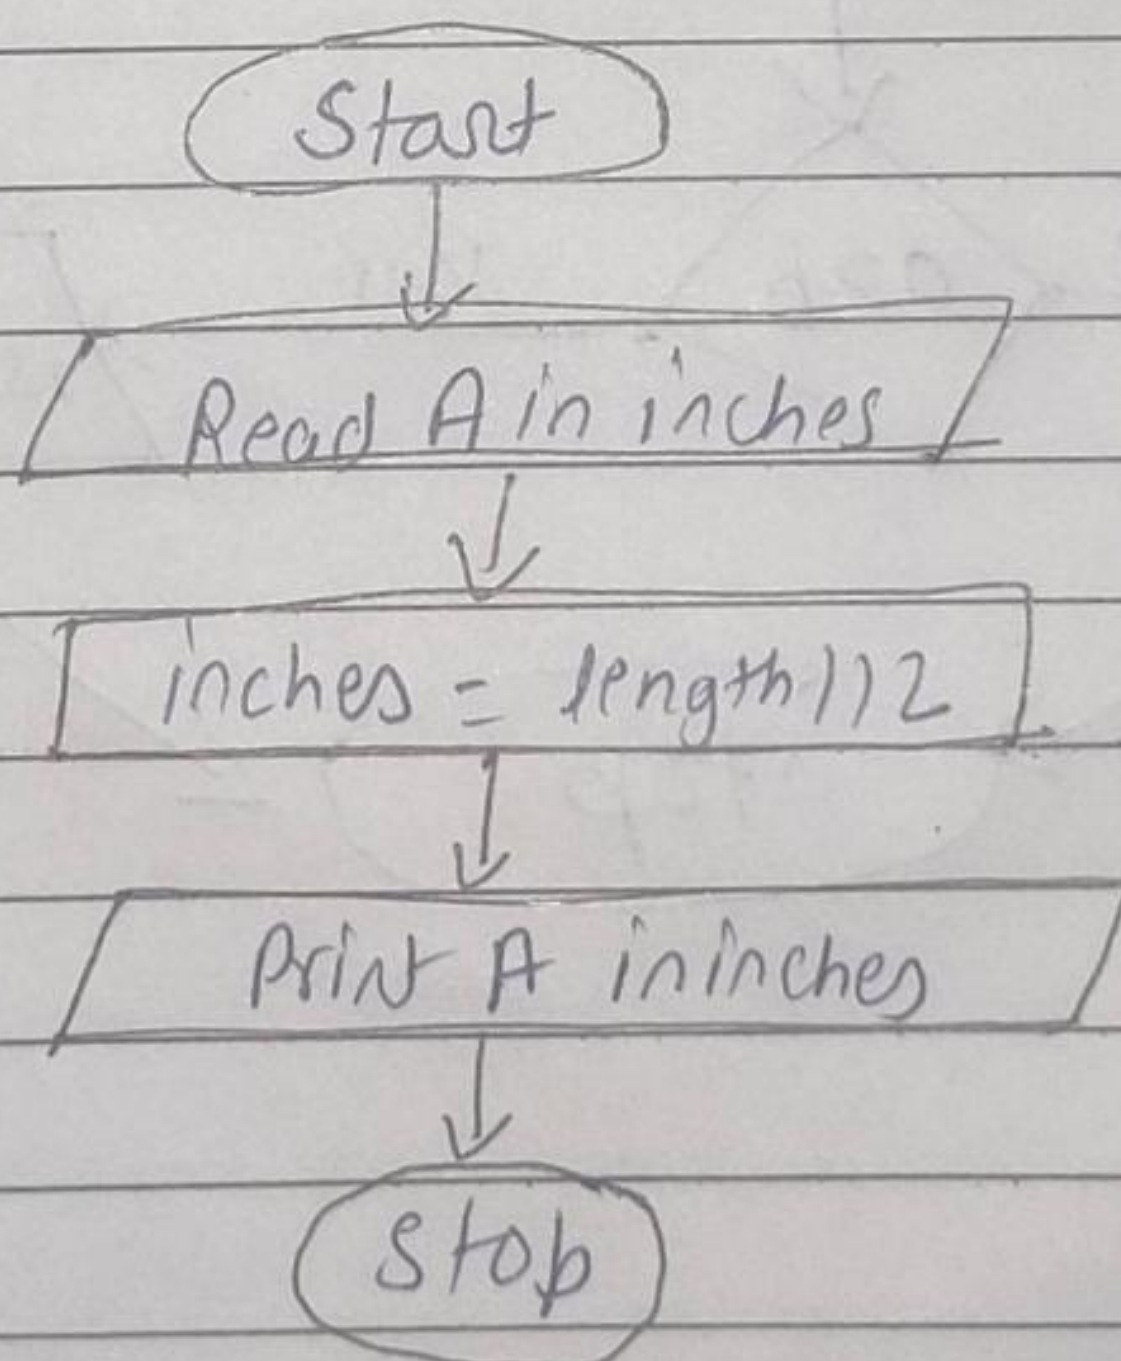 Start
Read A in inches
inches = length/12
Print A in inches
Stop